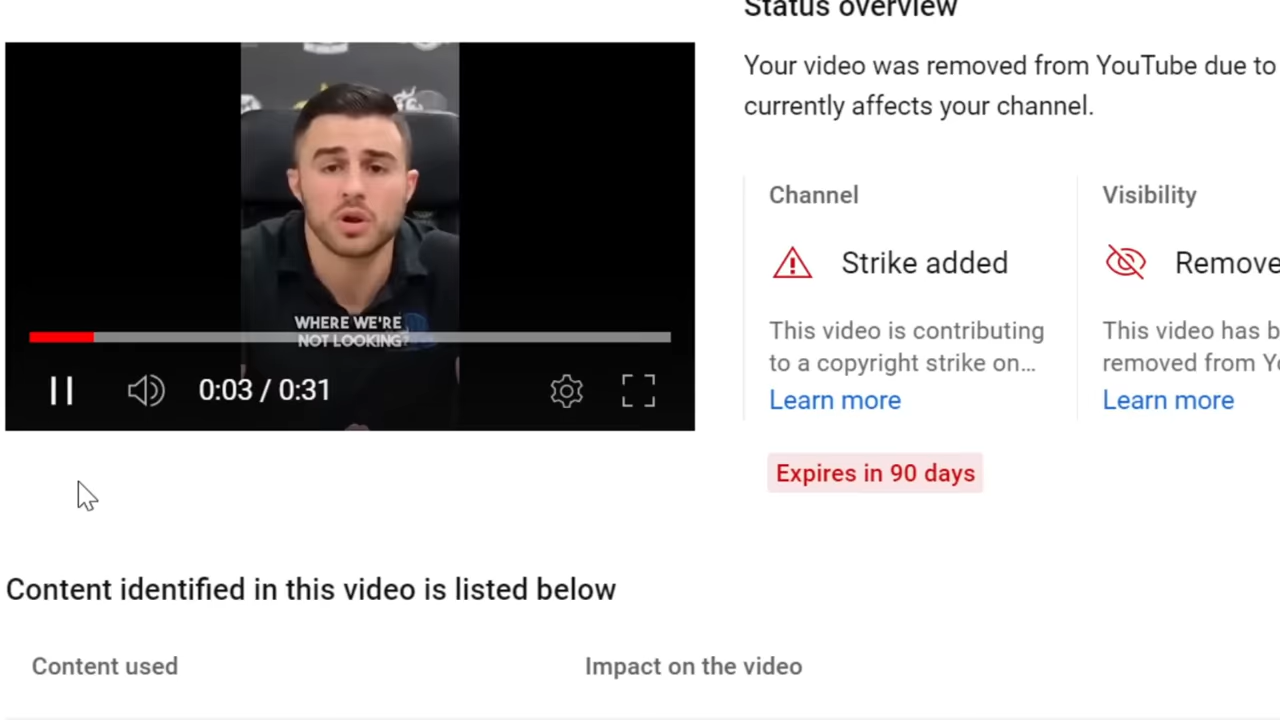 Status overview
Your video was removed from YouTube due to
currently affects your channel.
Channel
Visibility
Strike added
Remove
This video is contributing
to a copyright strike on...
Learn more
This video has b
removed from Yo
Learn more
Expires in 90 days
WHERE WE'RE
NOT LOOKING?
0:03 / 0:31
Content identified in this video is listed below
Content used
Impact on the video